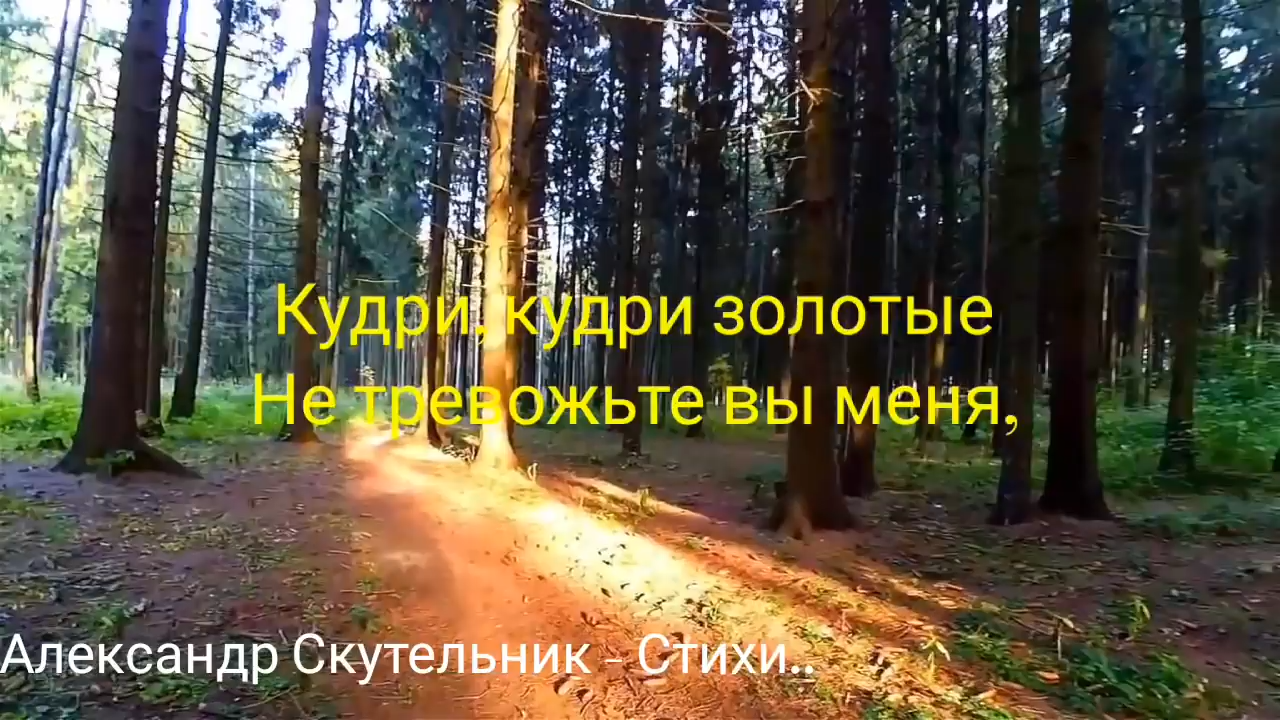 Кудри, кудри золотые
Не тревожьте вы меня,
Александр Скутельник - Стихи..